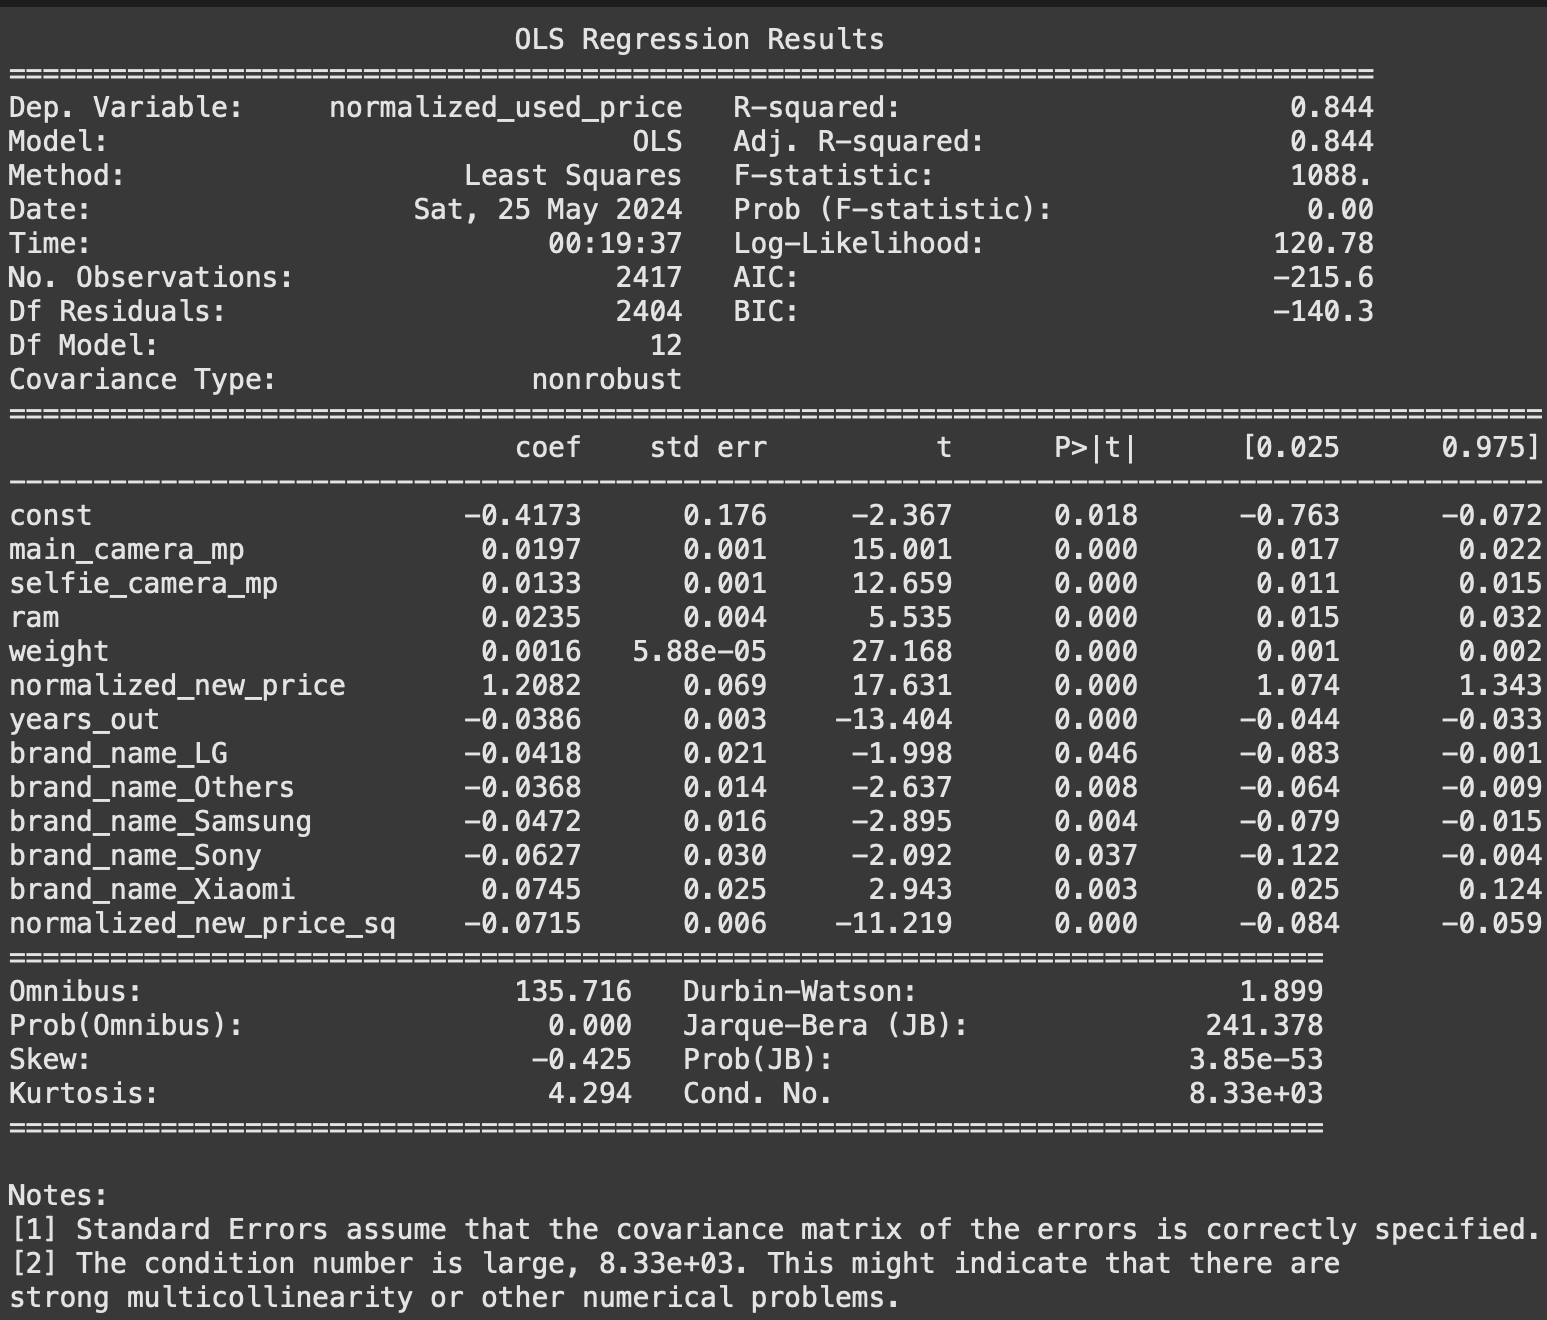 OLS Regression Results
==============================================================================
Dep. Variable: normalized_used_price R-squared: 0.844
Model: OLS Adj. R-squared: 0.844
Method: Least Squares F-statistic: 1088.
Date: Sat, 25 May 2024 Prob (F-statistic): 0.00
Time: 00:19:37 Log-Likelihood: 120.78
No. Observations: 2417 AIC: -215.6
Df Residuals: 2404 BIC: -140.3
Df Model: 12
Covariance Type: nonrobust
===========================================================================================
coef std err t P>|t| [0.025 0.975]
-------------------------------------------------------------------------------------------
const -0.4173 0.176 -2.367 0.018 -0.763 -0.072
main_camera_mp 0.0197 0.001 15.001 0.000 0.017 0.022
selfie_camera_mp 0.0133 0.001 12.659 0.000 0.011 0.015
ram 0.0235 0.004 5.535 0.000 0.015 0.032
weight 0.0016 5.88e-05 27.168 0.000 0.001 0.002
normalized_new_price 1.2082 0.069 17.631 0.000 1.074 1.343
years_out -0.0386 0.003 -13.404 0.000 -0.044 -0.033
brand_name_LG -0.0418 0.021 -1.998 0.046 -0.083 -0.001
brand_name_Others -0.0368 0.014 -2.637 0.008 -0.064 -0.009
brand_name_Samsung -0.0472 0.016 -2.895 0.004 -0.079 -0.015
brand_name_Sony -0.0627 0.030 -2.092 0.037 -0.122 -0.004
brand_name_Xiaomi 0.0745 0.025 2.943 0.003 0.025 0.124
normalized_new_price_sq -0.0715 0.006 -11.219 0.000 -0.084 -0.059
==============================================================================
Omnibus: 135.716 Durbin-Watson: 1.899
Prob(Omnibus): 0.000 Jarque-Bera (JB): 241.378
Skew: -0.425 Prob(JB): 3.85e-53
Kurtosis: 4.294 Cond. No. 8.33e+03
==============================================================================
Notes:
[1] Standard Errors assume that the covariance matrix of the errors is correctly specified.
[2] The condition number is large, 8.33e+03. This might indicate that there are
strong multicollinearity or other numerical problems.